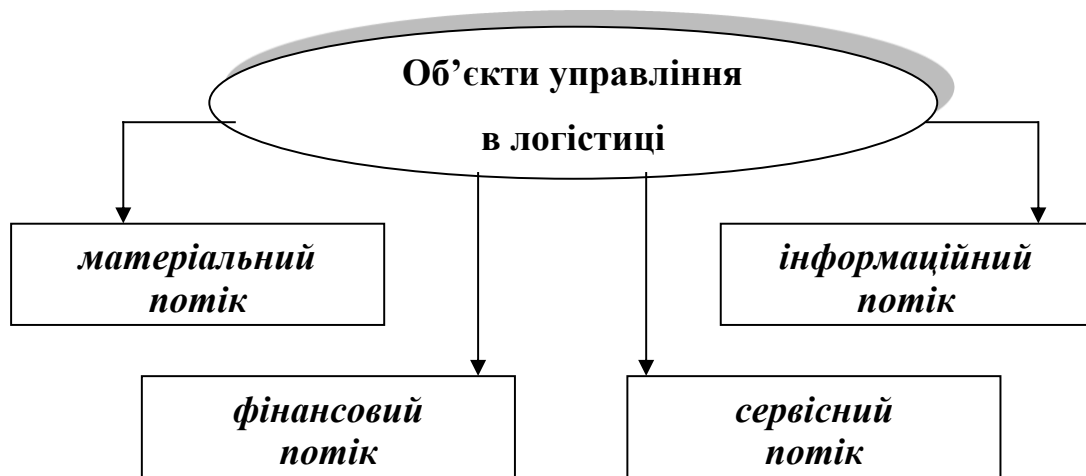 Об’єкти управління
в логістиці
матеріальний
потік
інформаційний
потік
фінансовий
потік
сервісний
потік